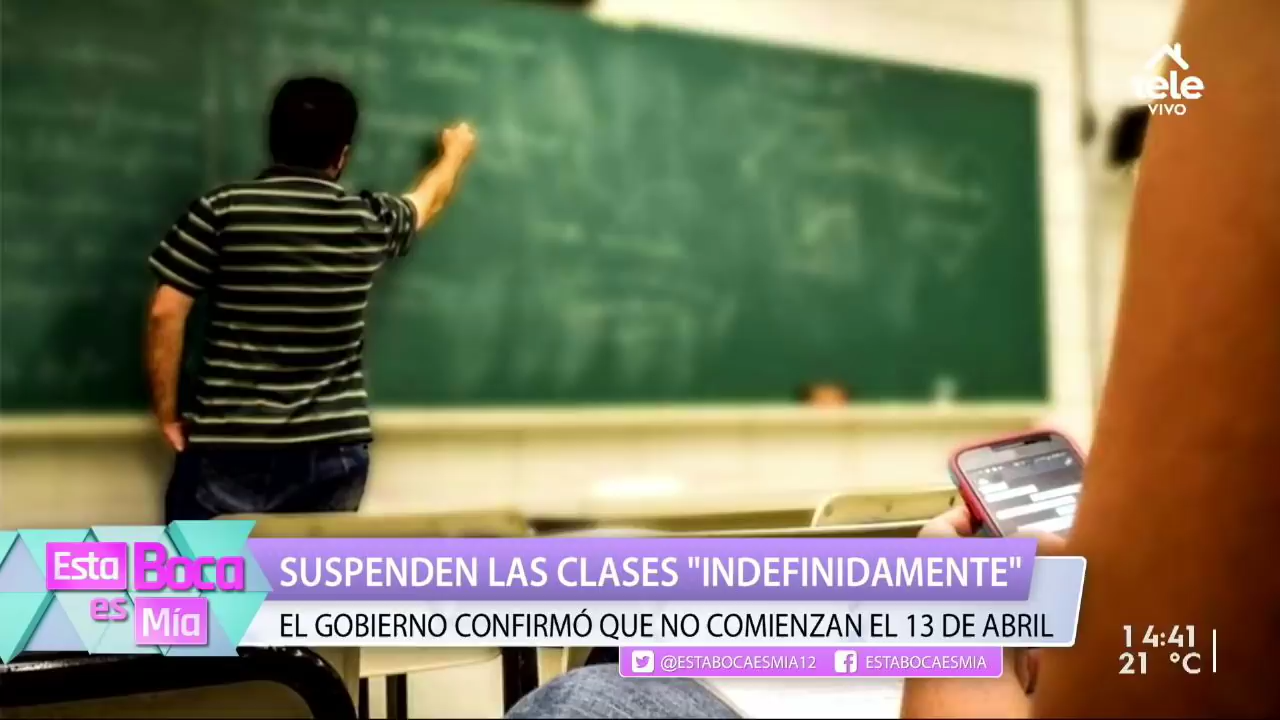 tele
VIVO
Esta
Boca
es
Mía
SUSPENDEN LAS CLASES "INDEFINIDAMENTE"
EL GOBIERNO CONFIRMÓ QUE NO COMIENZAN EL 13 DE ABRIL
@ESTABOCAESMIA12 ESTABOCAESMIA
14:41
21 °C